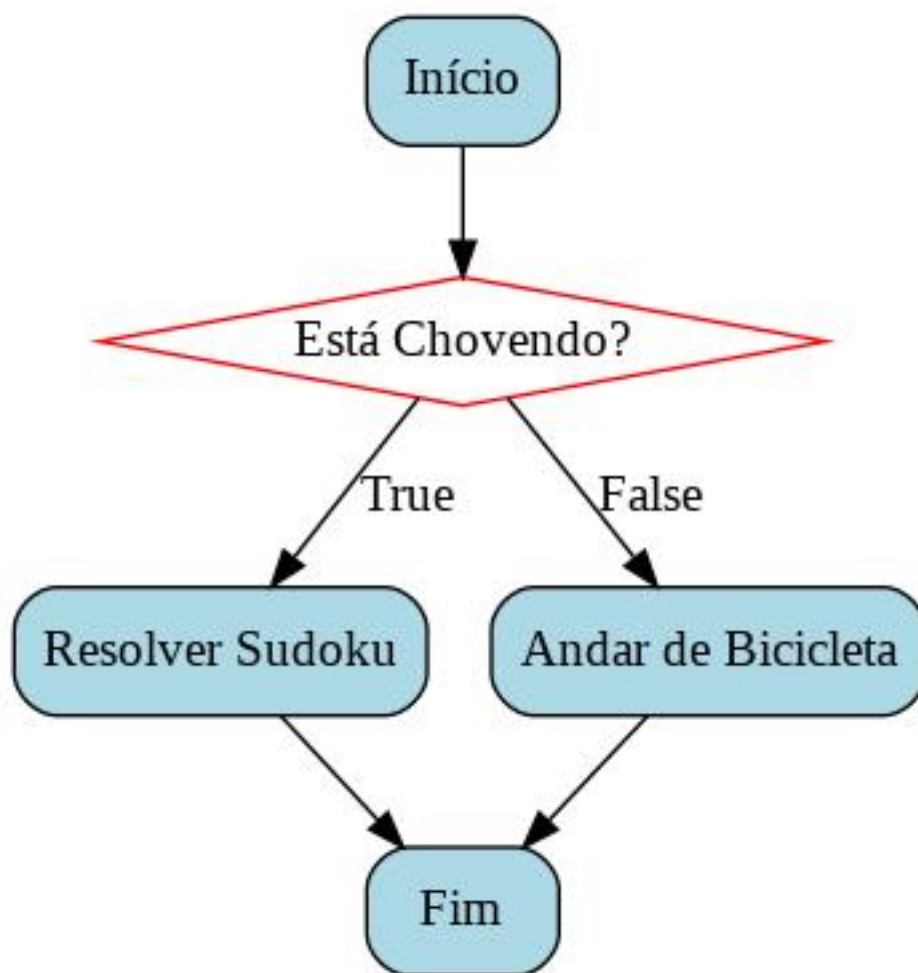 Início
Está Chovendo?
True
False
Resolver Sudoku
Andar de Bicicleta
Fim